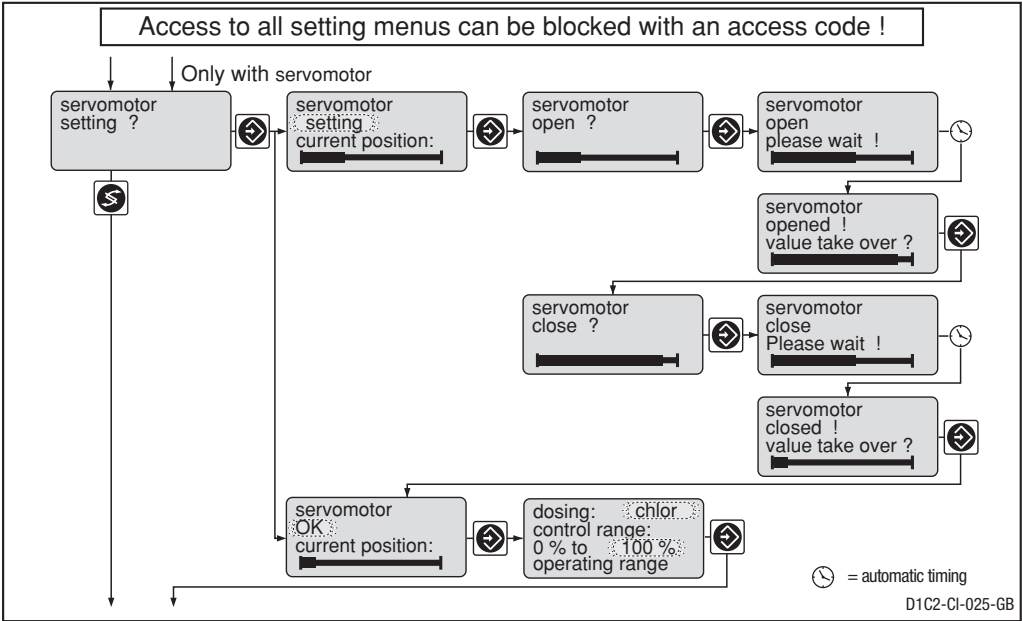 Access to all setting menus can be blocked with an access code !
Only with servomotor
servomotor
setting ?
servomotor
setting
current position:
servomotor
open ?
servomotor
open
please wait !
servomotor
opened !
value take over ?
servomotor
close ?
servomotor
close
Please wait !
servomotor
closed !
value take over ?
servomotor
OK
current position:
dosing: chlor
control range:
0 % to 100 %
operating range
= automatic timing
D1C2-CI-025-GB